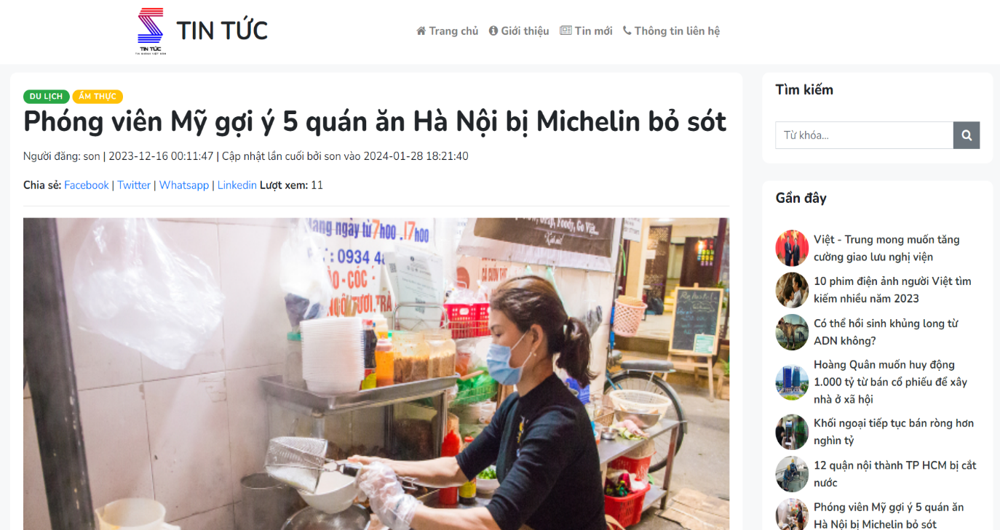 TIN TỨC
TIN TỨC
Trang chủ
Giới thiệu
Tin mới
Thông tin liên hệ
DU LỊCH
ẨM THỰC
Phóng viên Mỹ gợi ý 5 quán ăn Hà Nội bị Michelin bỏ sót
Người đăng: son | 2023-12-16 00:11:47 | Cập nhật lần cuối bởi son vào 2024-01-28 18:21:40
Chia sẻ: Facebook | Twitter | Whatsapp | Linkedin Lượt xem: 11
ngày từ 7h00 . 17h00
: 0934 4
- CÓC -
TƯƠI. TRÀ
Foody, Go Việt...
Tìm kiếm
Từ khóa...
Gần đây
Việt - Trung mong muốn tăng
cường giao lưu nghị viện
10 phim điện ảnh người Việt tìm
kiếm nhiều năm 2023
Có thể hồi sinh khủng long từ
ADN không?
Hoàng Quân muốn huy động
1.000 tỷ từ bán cổ phiếu để xây
nhà ở xã hội
Khối ngoại tiếp tục bán ròng hơn
nghìn tỷ
12 quận nội thành TP HCM bị cắt
nước
Phóng viên Mỹ gợi ý 5 quán ăn
Hà Nội bị Michelin bỏ sót